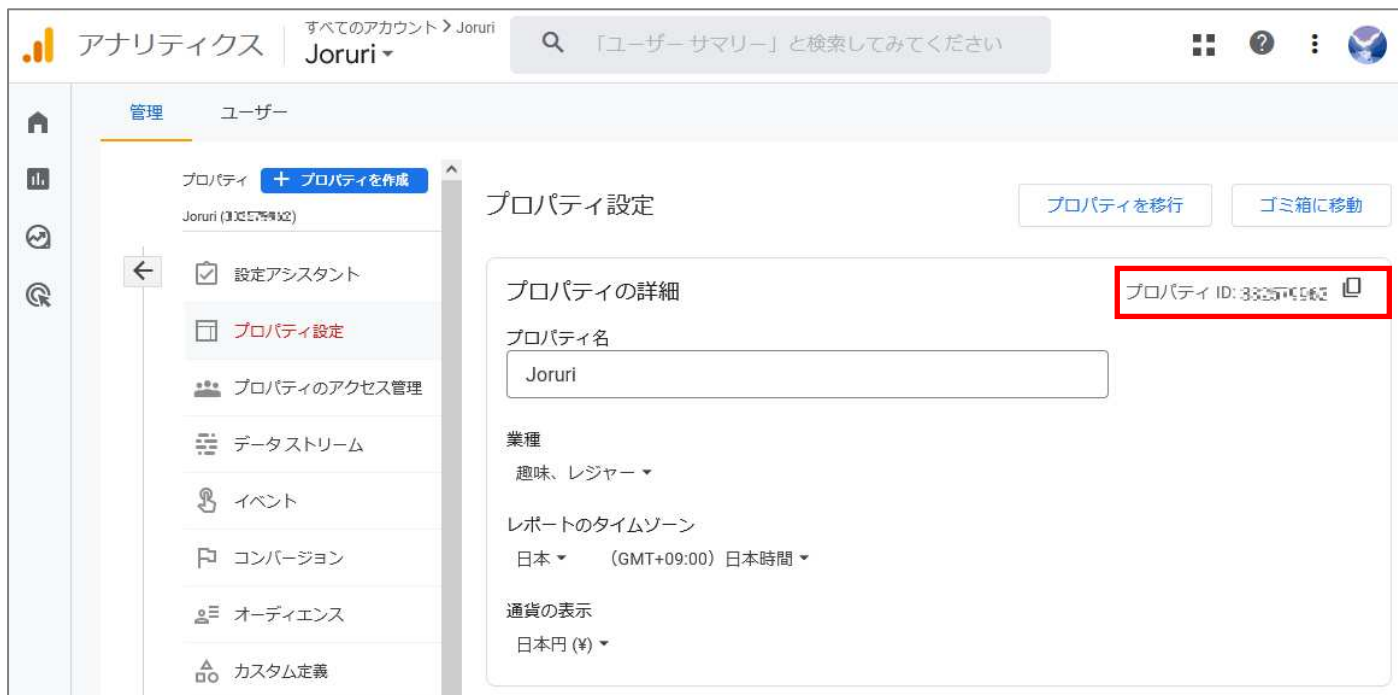 アナリティクス
すべてのアカウント > Joruri
Joruri
「ユーザー サマリー」と検索してみてください
管理
ユーザー
プロパティ
+ プロパティを作成
Joruri
設定アシスタント
プロパティ設定
プロパティのアクセス管理
データ ストリーム
イベント
コンバージョン
オーディエンス
カスタム定義
プロパティ設定
プロパティを移行
ゴミ箱に移動
プロパティの詳細
プロパティ ID:
プロパティ名
Joruri
業種
趣味、レジャー
レポートのタイムゾーン
日本 (GMT+09:00) 日本時間
通貨の表示
日本円 (¥)